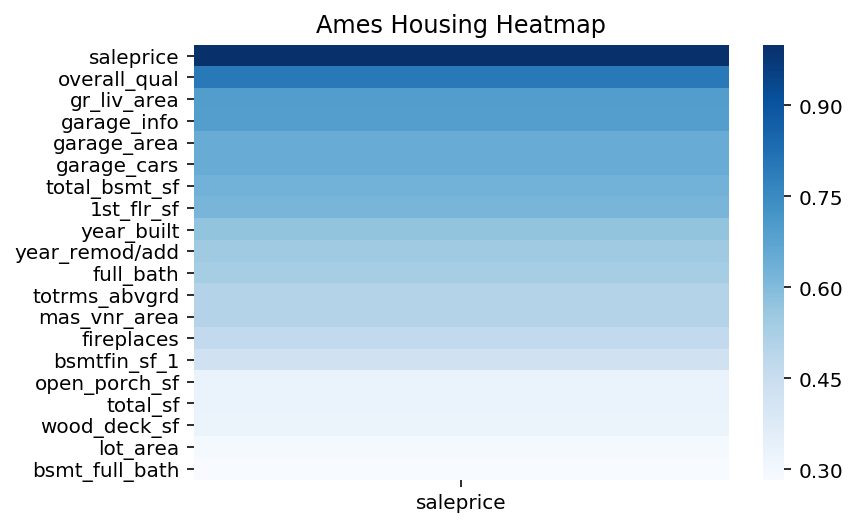 Ames Housing Heatmap
saleprice
overall_qual
gr_liv_area
garage_info
garage_area
garage_cars
total_bsmt_sf
1st_flr_sf
year_built
year_remod/add
full_bath
totrms_abvgrd
mas_vnr_area
fireplaces
bsmtfin_sf_1
open_porch_sf
total_sf
wood_deck_sf
lot_area
bsmt_full_bath
saleprice
0.90
0.75
0.60
0.45
0.30